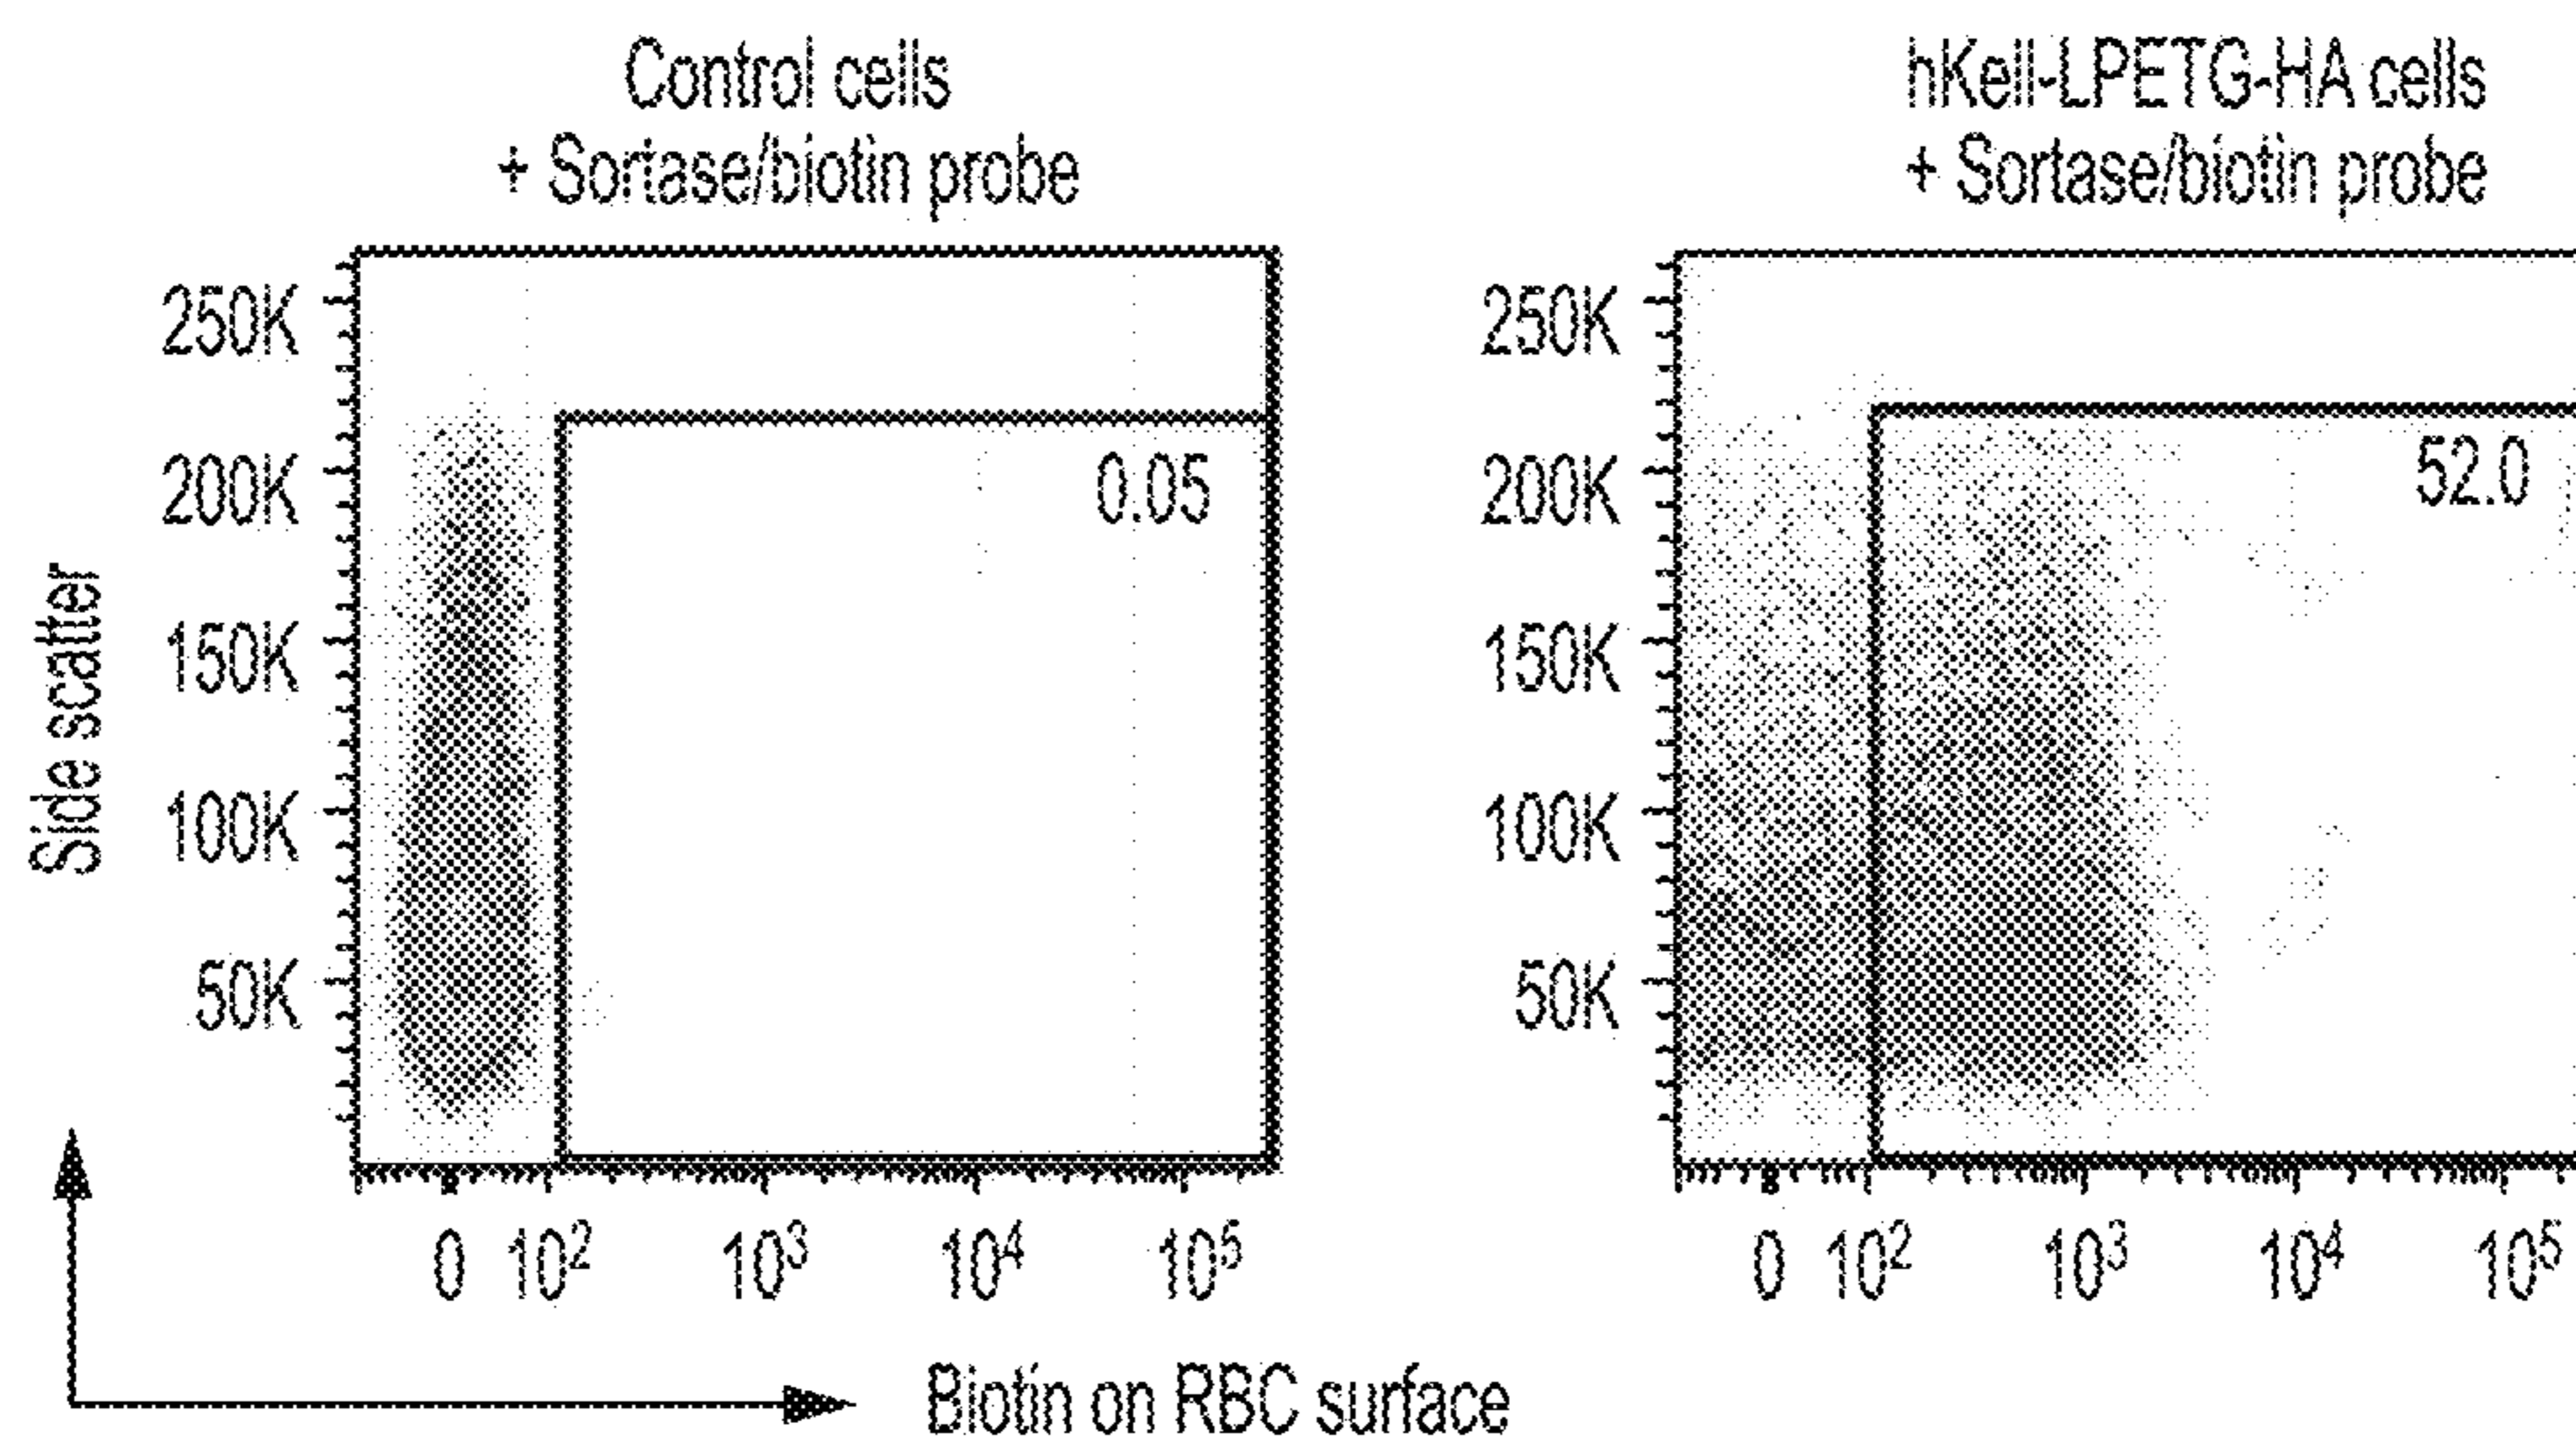 Control cells
+ Sortase/biotin probe
hKell-LPETG-HA cells
+ Sortase/biotin probe
Side scatter
250K
200K
150K
100K
50K
0.05
0 10² 10³ 10⁴ 10⁵
250K
200K
150K
100K
50K
52.0
0 10² 10³ 10⁴ 10⁵
Biotin on RBC surface